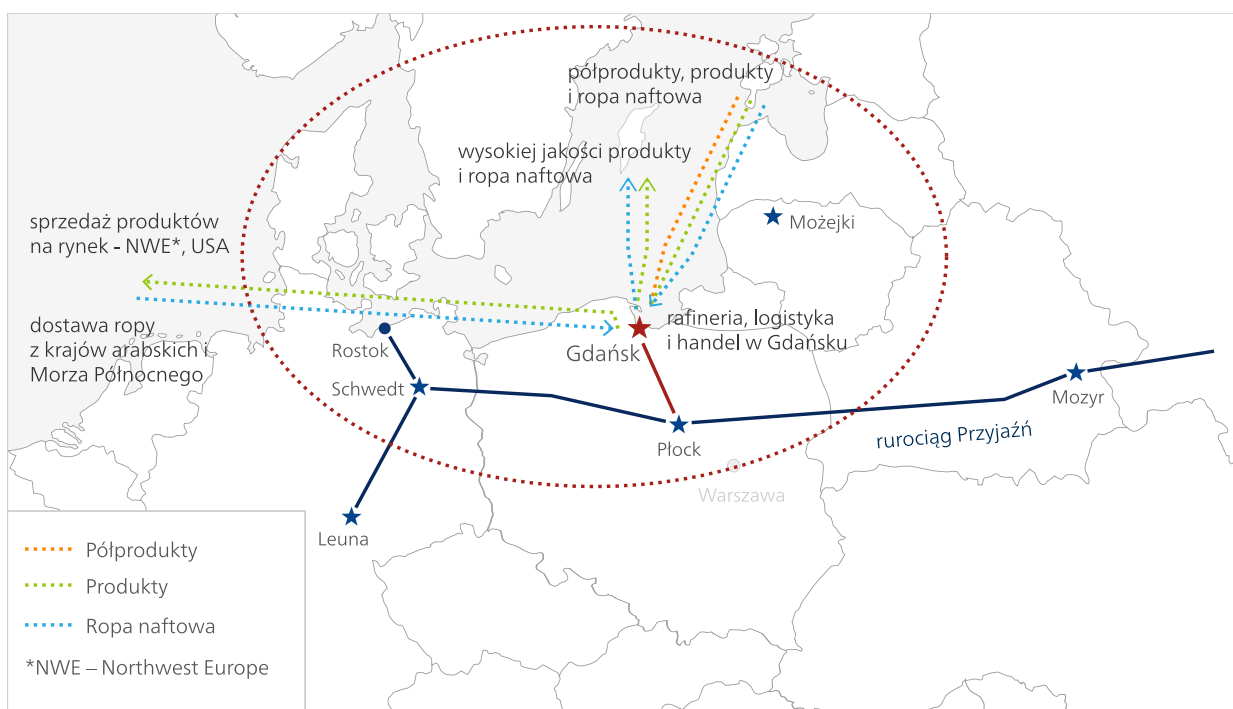 półprodukty, produkty
i ropa naftowa
wysokiej jakości produkty
i ropa naftowa
sprzedaż produktów
na rynek - NWE*, USA
Możejki
dostawa ropy
z krajów arabskich i
Morza Północnego
rafineria, logistyka
i handel w Gdańsku
Rostok
Gdańsk
Schwedt
Mozyr
Płock
rurociąg Przyjaźń
Warszawa
Leuna
Półprodukty
Produkty
Ropa naftowa
*NWE – Northwest Europe